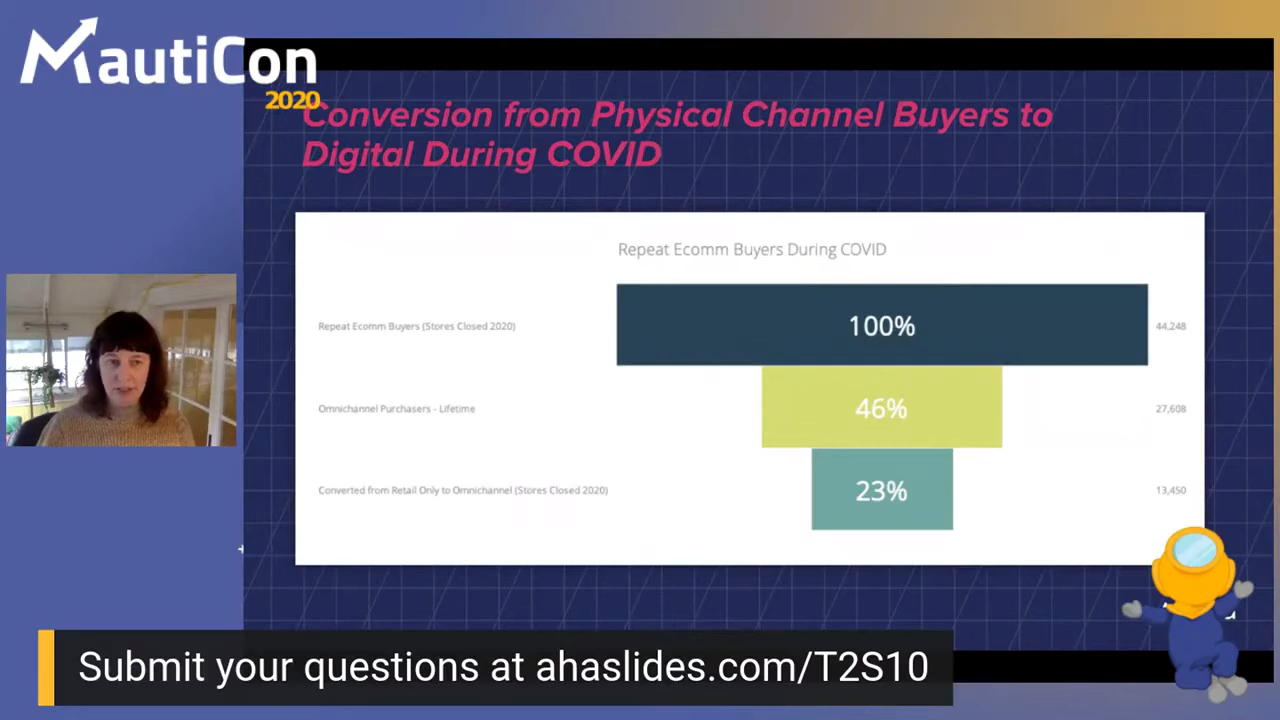 MautiCon
2020
Conversion from Physical Channel Buyers to
Digital During COVID
Repeat Ecomm Buyers During COVID
Repeat Ecomm Buyers (Stores Closed 2020)
100%
44,248
Omnichannel Purchasers - Lifetime
46%
27,608
Converted from Retail Only to Omnichannel (Stores Closed 2020)
23%
13,450
Submit your questions at ahaslides.com/T2S10